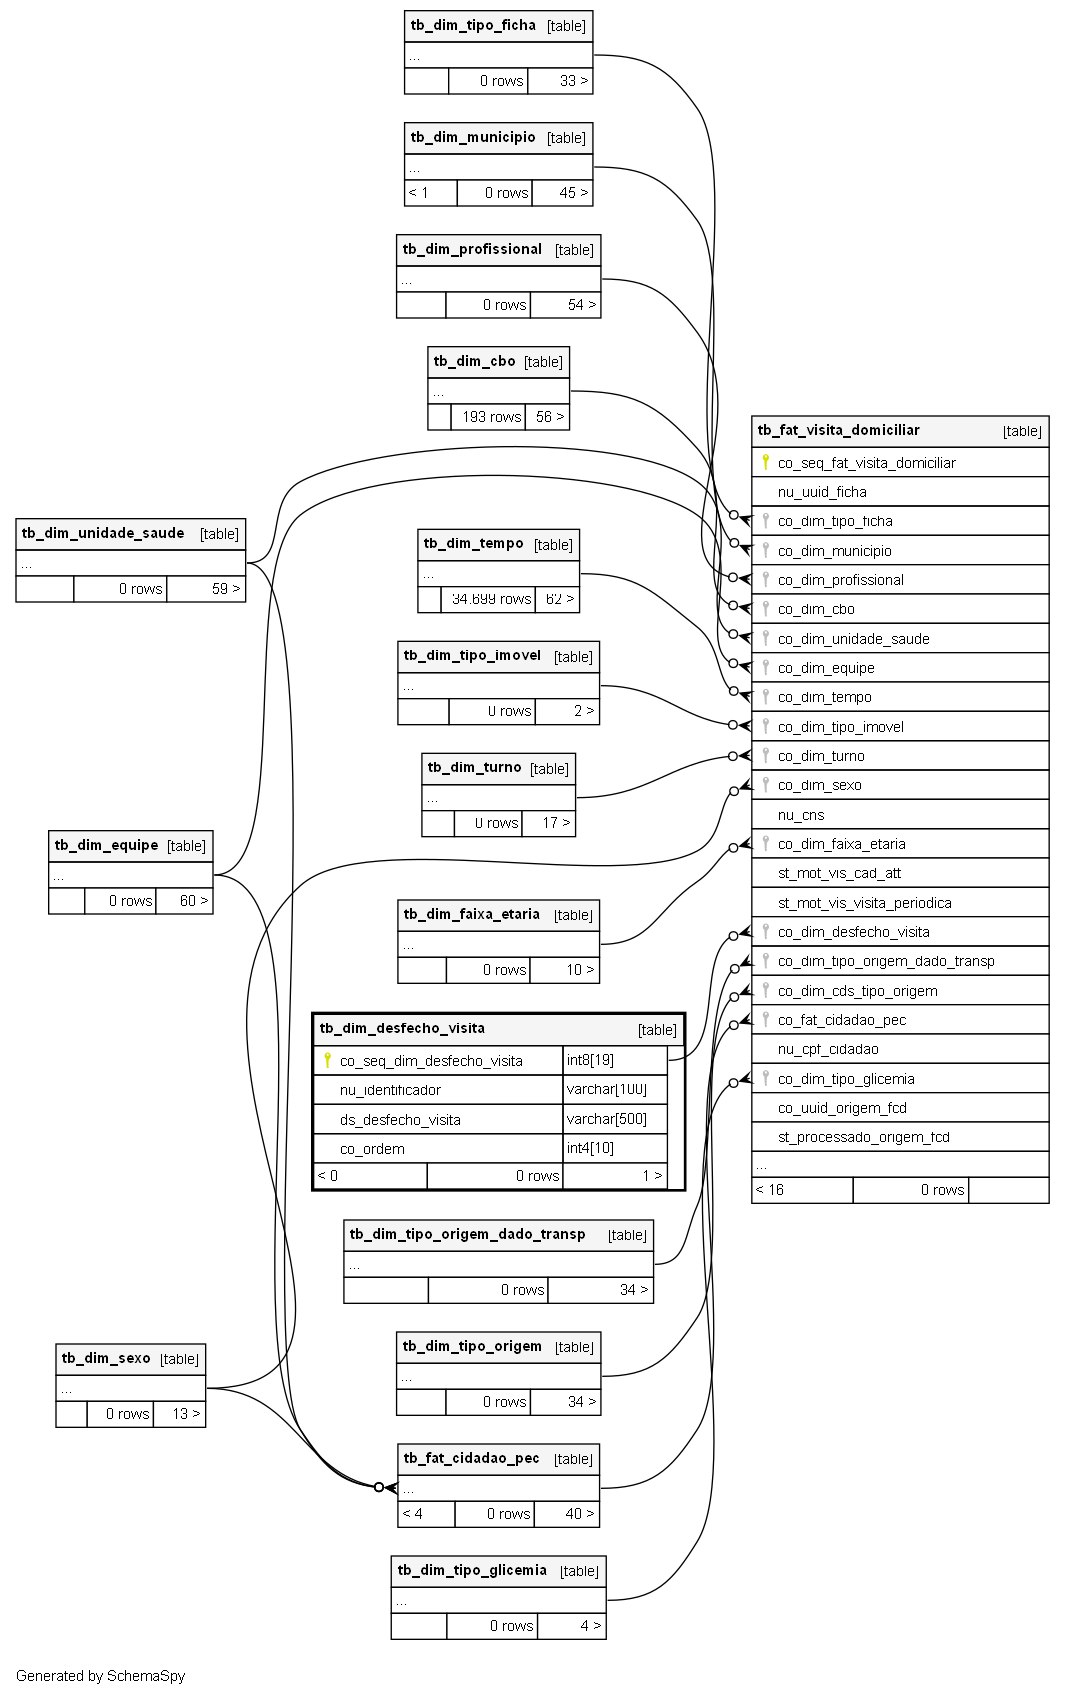 tb_dim_tipo_ficha [table]
...
0 rows 33 >
tb_dim_municipio [table]
...
< 1 0 rows 45 >
tb_dim_profissional [table]
...
0 rows 54 >
tb_dim_cbo [table]
...
193 rows 56 >
tb_dim_unidade_saude [table]
...
0 rows 59 >
tb_dim_tempo [table]
...
34.699 rows 62 >
tb_dim_tipo_imovel [table]
...
0 rows 2 >
tb_dim_turno [table]
...
0 rows 17 >
tb_dim_equipe [table]
...
0 rows 60 >
tb_dim_faixa_etaria [table]
...
0 rows 10 >
tb_dim_desfecho_visita [table]
co_seq_dim_desfecho_visita int8[19]
nu_identificador varchar[100]
ds_desfecho_visita varchar[500]
co_ordem int4[10]
< 0 0 rows 1 >
tb_dim_tipo_origem_dado_transp [table]
...
0 rows 34 >
tb_dim_tipo_origem [table]
...
0 rows 34 >
tb_dim_sexo [table]
...
0 rows 13 >
tb_fat_cidadao_pec [table]
...
< 4 0 rows 40 >
tb_dim_tipo_glicemia [table]
...
0 rows 4 >
tb_fat_visita_domiciliar [table]
co_seq_fat_visita_domiciliar
nu_uuid_ficha
co_dim_tipo_ficha
co_dim_municipio
co_dim_profissional
co_dim_cbo
co_dim_unidade_saude
co_dim_equipe
co_dim_tempo
co_dim_tipo_imovel
co_dim_turno
co_dim_sexo
nu_cns
co_dim_faixa_etaria
st_mot_vis_cad_att
st_mot_vis_visita_periodica
co_dim_desfecho_visita
co_dim_tipo_origem_dado_transp
co_dim_cds_tipo_origem
co_fat_cidadao_pec
nu_cpf_cidadao
co_dim_tipo_glicemia
co_uuid_origem_fcd
st_processado_origem_fcd
...
< 16 0 rows
Generated by SchemaSpy